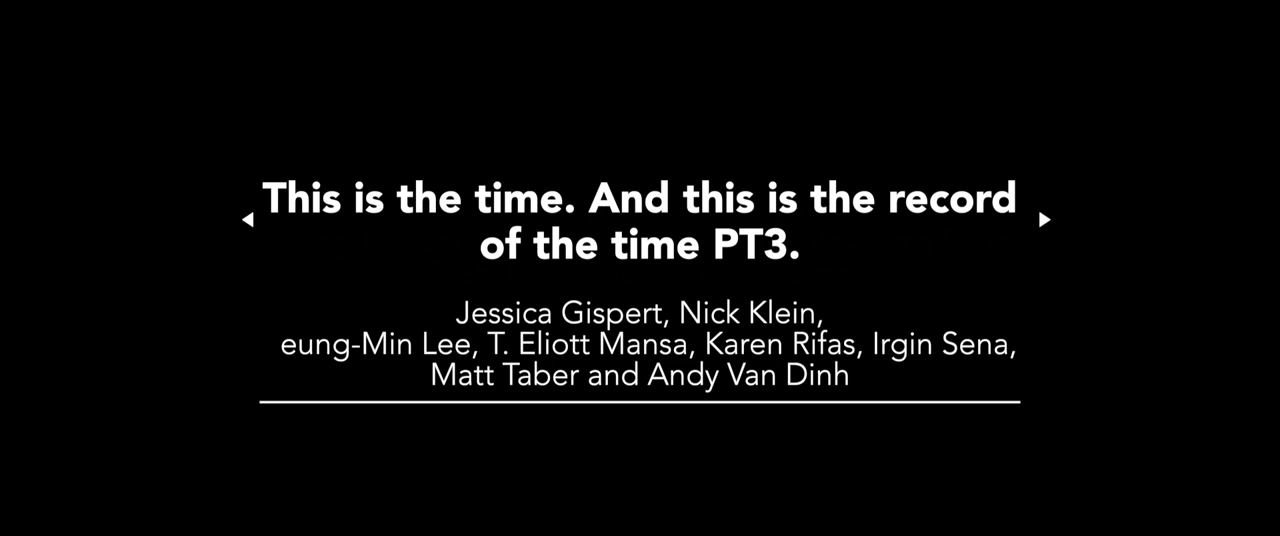 This is the time. And this is the record
of the time PT3.
Jessica Gispert, Nick Klein,
eung-Min Lee, T. Eliott Mansa, Karen Rifas, Irgin Sena,
Matt Taber and Andy Van Dinh